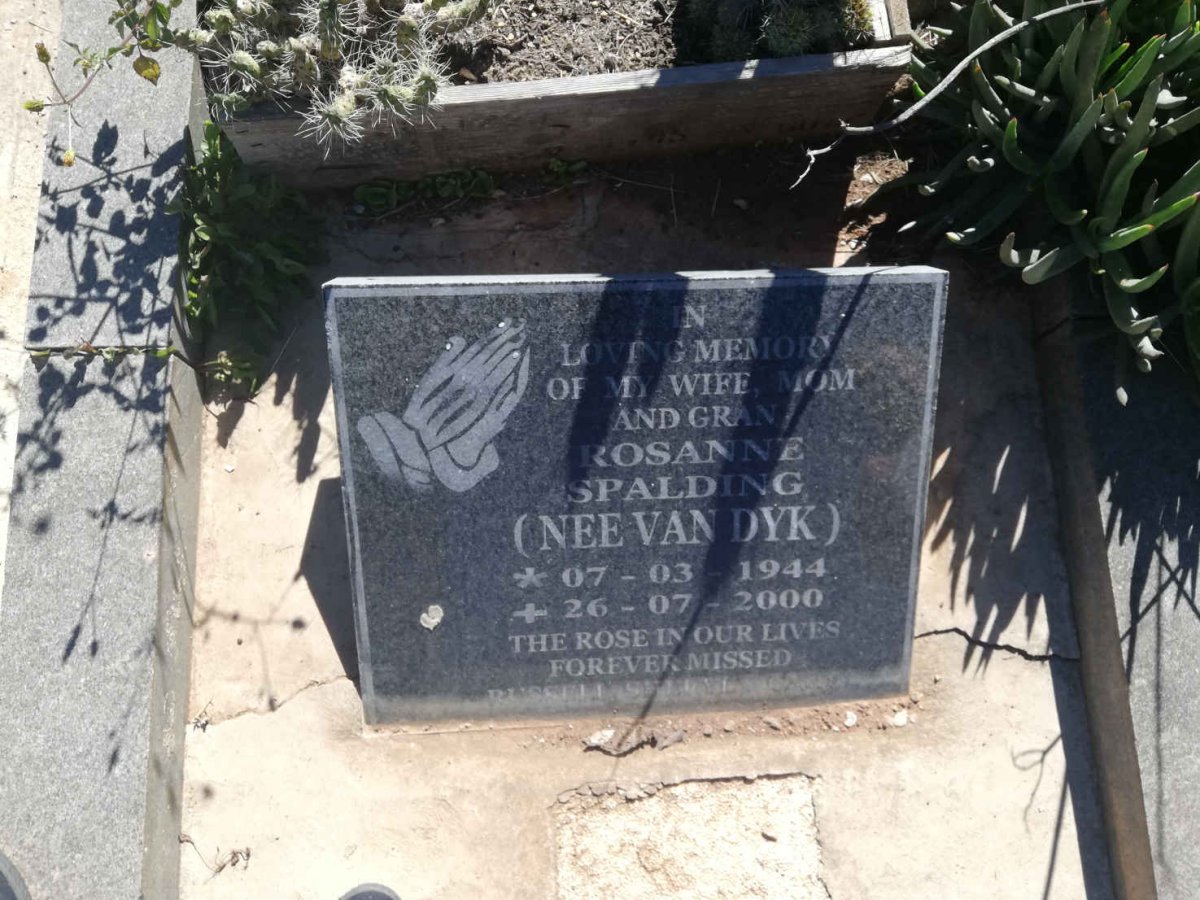 IN
LOVING MEMORY
OF MY WIFE, MOM
AND GRAN
ROSANNE
SPALDING
(NEE VAN DYK)
* 07 - 03 - 1944
+ 26 - 07 - 2000
THE ROSE IN OUR LIVES
FOREVER MISSED
RUSSELL